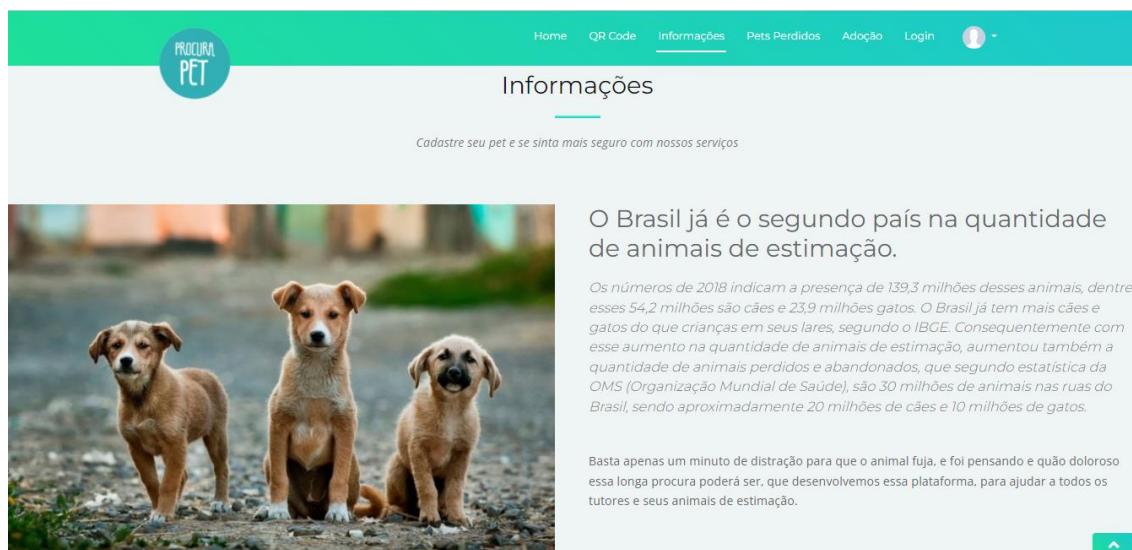 PROCURA
PET
Home QR Code Informações Pets Perdidos Adoção Login
Informações
Cadastre seu pet e se sinta mais seguro com nossos serviços
O Brasil já é o segundo país na quantidade
de animais de estimação.
Os números de 2018 indicam a presença de 139,3 milhões desses animais, dentre
esses 54,2 milhões são cães e 23,9 milhões gatos. O Brasil já tem mais cães e
gatos do que crianças em seus lares, segundo o IBGE. Consequentemente com
esse aumento na quantidade de animais de estimação, aumentou também a
quantidade de animais perdidos e abandonados, que segundo estatística da
OMS (Organização Mundial de Saúde), são 30 milhões de animais nas ruas do
Brasil, sendo aproximadamente 20 milhões de cães e 10 milhões de gatos.
Basta apenas um minuto de distração para que o animal fuja, e foi pensando e quão doloroso
essa longa procura poderá ser, que desenvolvemos essa plataforma, para ajudar a todos os
tutores e seus animais de estimação.